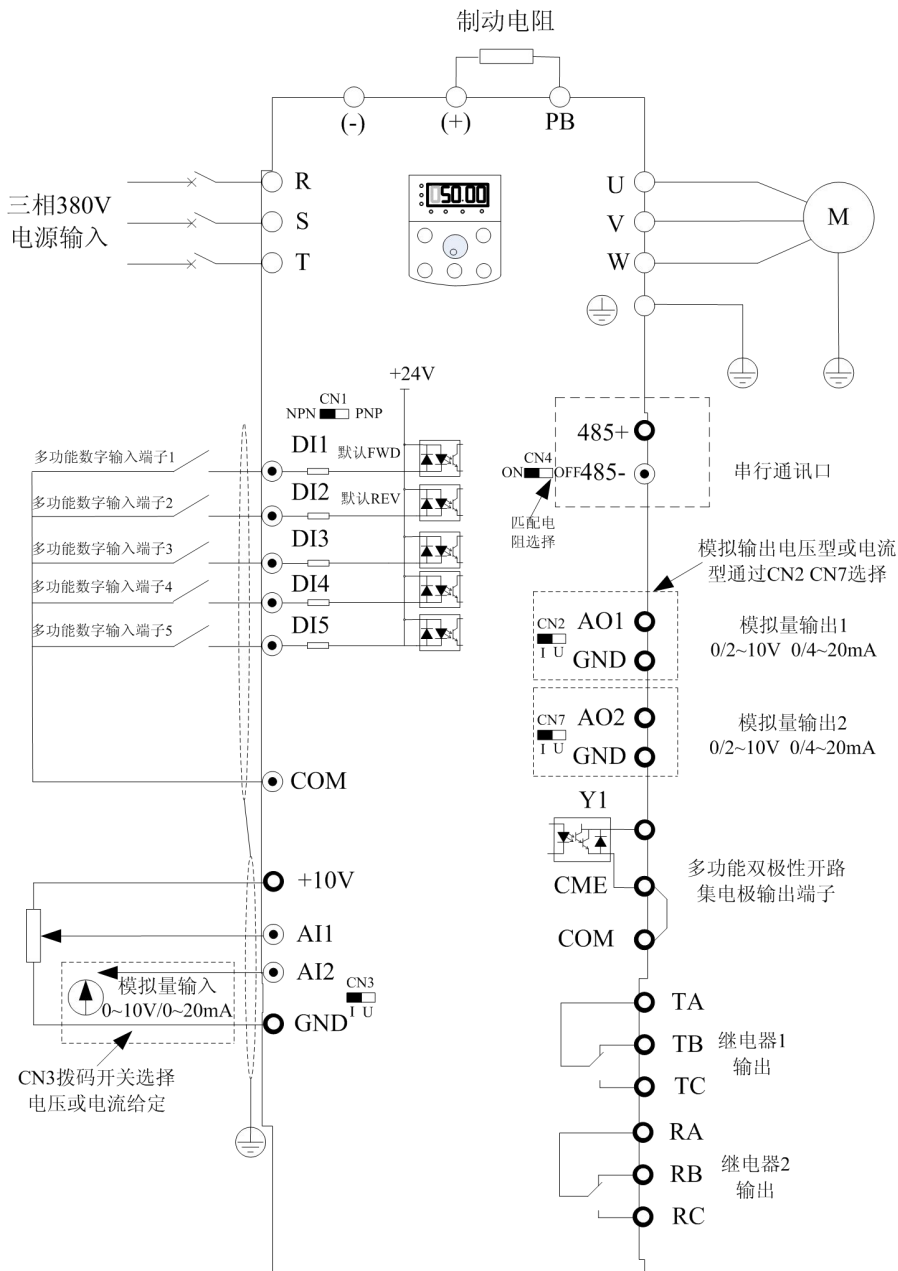 制动电阻
(-)
(+)
PB
三相380V
电源输入
R
S
T
50.00
U
V
W
M
+24V
CN1
NPN
PNP
多功能数字输入端子1
DI1
默认FWD
多功能数字输入端子2
DI2
默认REV
多功能数字输入端子3
DI3
多功能数字输入端子4
DI4
多功能数字输入端子5
DI5
COM
485+
CN4
ON
OFF
485-
串行通讯口
匹配电
阻选择
模拟输出电压型或电流
型通过CN2 CN7选择
CN2
I U
AO1
GND
模拟量输出1
0/2~10V 0/4~20mA
CN7
I U
AO2
GND
模拟量输出2
0/2~10V 0/4~20mA
Y1
CME
COM
多功能双极性开路
集电极输出端子
+10V
AI1
AI2
GND
CN3
I U
模拟量输入
0~10V/0~20mA
CN3拨码开关选择
电压或电流给定
TA
TB
TC
继电器1
输出
RA
RB
RC
继电器2
输出